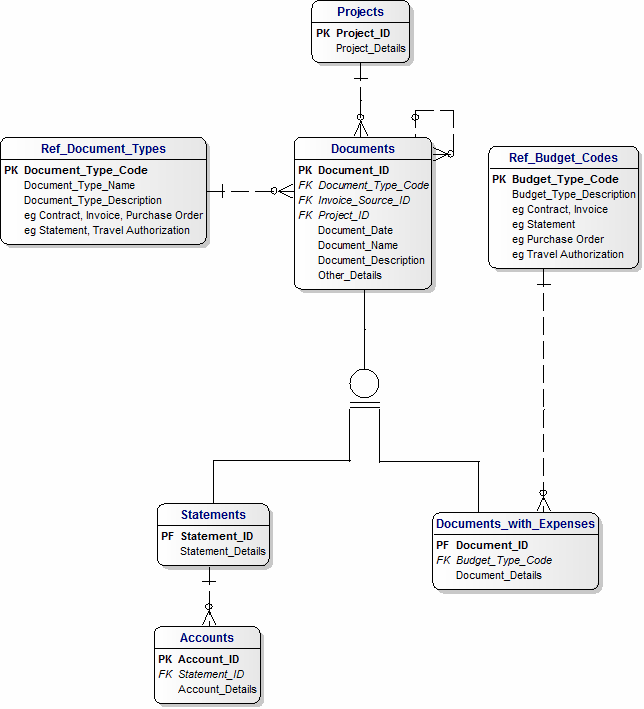 Projects
PK Project_ID
Project_Details
Ref_Document_Types
PK Document_Type_Code
Document_Type_Name
Document_Type_Description
eg Contract, Invoice, Purchase Order
eg Statement, Travel Authorization
Documents
PK Document_ID
FK Document_Type_Code
FK Invoice_Source_ID
FK Project_ID
Document_Date
Document_Name
Document_Description
Other_Details
Ref_Budget_Codes
PK Budget_Type_Code
Budget_Type_Description
eg Contract, Invoice
eg Statement
eg Purchase Order
eg Travel Authorization
Statements
PF Statement_ID
Statement_Details
Documents_with_Expenses
PF Document_ID
FK Budget_Type_Code
Document_Details
Accounts
PK Account_ID
FK Statement_ID
Account_Details